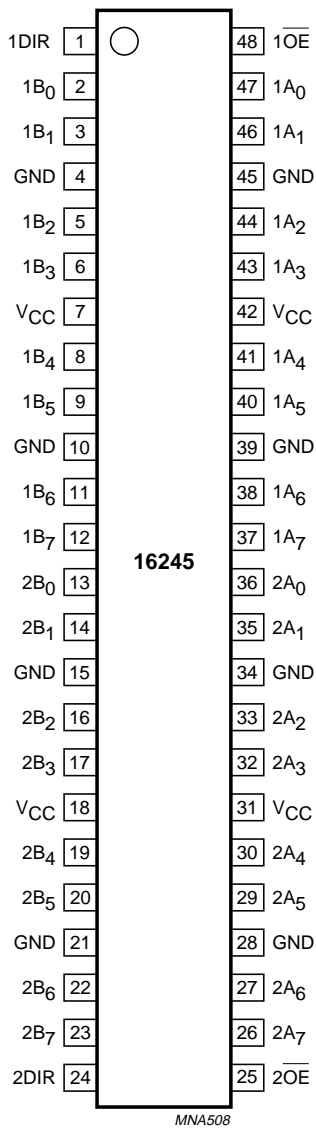 1DIR 1 48 1O̅E̅
1B0 2 47 1A0
1B1 3 46 1A1
GND 4 45 GND
1B2 5 44 1A2
1B3 6 43 1A3
VCC 7 42 VCC
1B4 8 41 1A4
1B5 9 40 1A5
GND 10 39 GND
1B6 11 38 1A6
1B7 12 37 1A7
16245
2B0 13 36 2A0
2B1 14 35 2A1
GND 15 34 GND
2B2 16 33 2A2
2B3 17 32 2A3
VCC 18 31 VCC
2B4 19 30 2A4
2B5 20 29 2A5
GND 21 28 GND
2B6 22 27 2A6
2B7 23 26 2A7
2DIR 24 25 2O̅E̅
MNA508